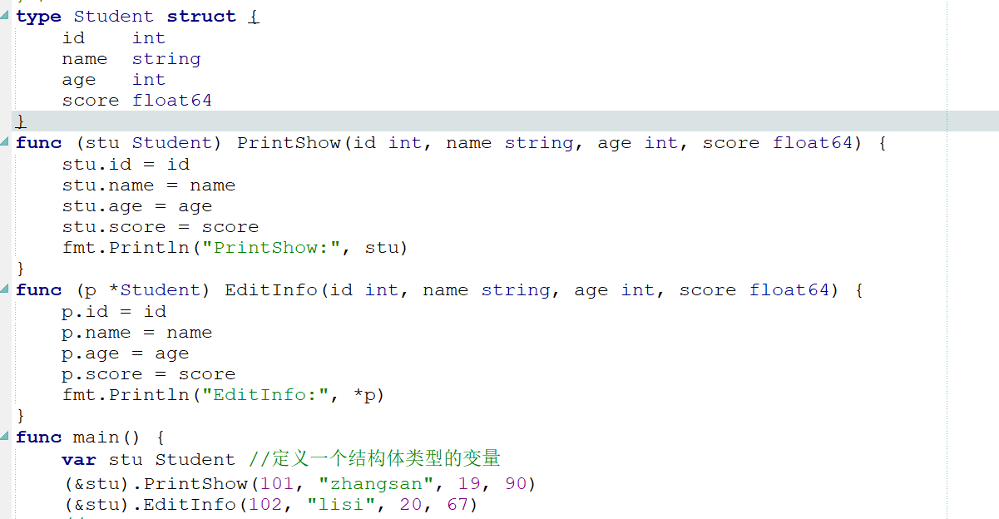 type Student struct {
    id    int
    name  string
    age   int
    score float64
}
func (stu Student) PrintShow(id int, name string, age int, score float64) {
    stu.id = id
    stu.name = name
    stu.age = age
    stu.score = score
    fmt.Println("PrintShow:", stu)
}
func (p *Student) EditInfo(id int, name string, age int, score float64) {
    p.id = id
    p.name = name
    p.age = age
    p.score = score
    fmt.Println("EditInfo:", *p)
}
func main() {
    var stu Student //定义一个结构体类型的变量
    (&stu).PrintShow(101, "zhangsan", 19, 90)
    (&stu).EditInfo(102, "lisi", 20, 67)